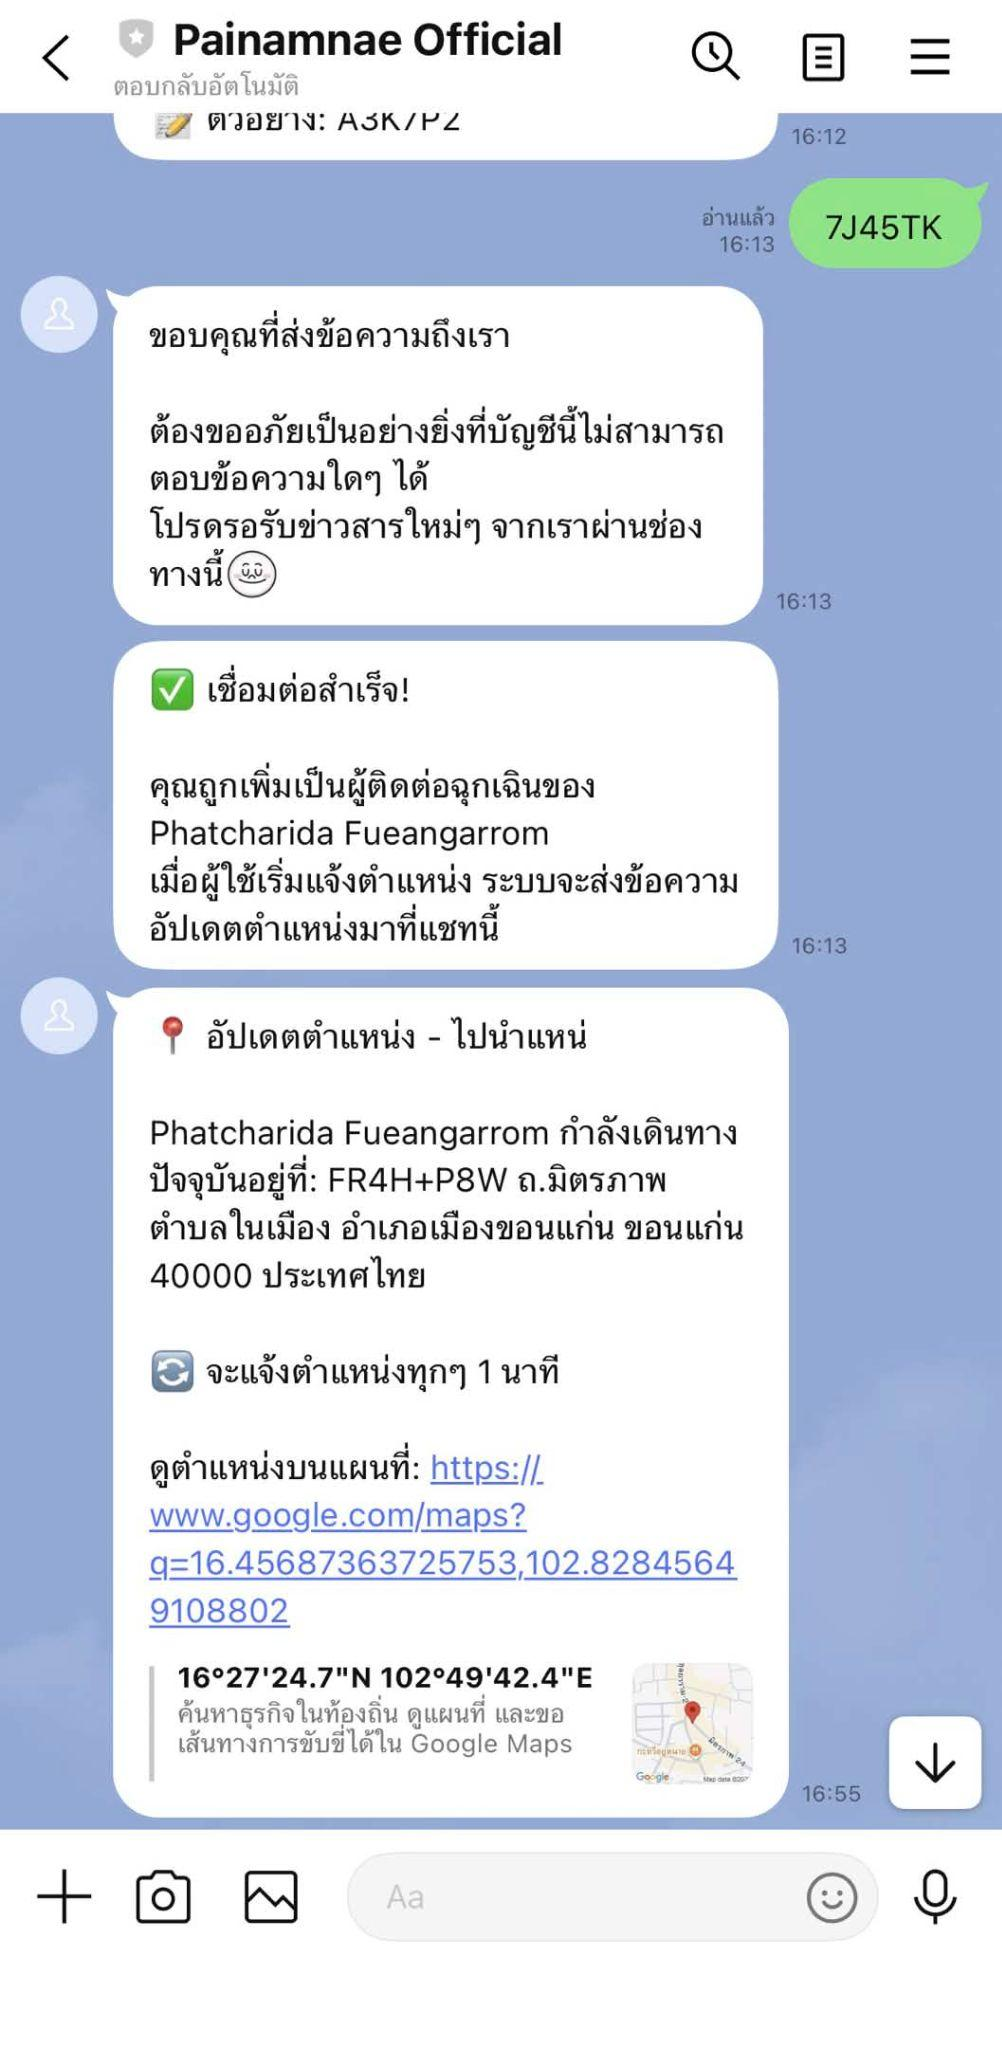 Painamnae Official
ตอบกลับอัตโนมัติ
ตัวอย่าง: A3K7P2
16:12
อ่านแล้ว
16:13
7J45TK
ขอบคุณที่ส่งข้อความถึงเรา
ต้องขออภัยเป็นอย่างยิ่งที่บัญชีนี้ไม่สามารถ
ตอบข้อความใดๆ ได้
โปรดรอรับข่าวสารใหม่ๆ จากเราผ่านช่อง
ทางนี้
16:13
เชื่อมต่อสำเร็จ!
คุณถูกเพิ่มเป็นผู้ติดต่อฉุกเฉินของ
Phatcharida Fueangarrom
เมื่อผู้ใช้เริ่มแจ้งตำแหน่ง ระบบจะส่งข้อความ
อัปเดตตำแหน่งมาที่แชทนี้
16:13
อัปเดตตำแหน่ง - ไปนำแหน่
Phatcharida Fueangarrom กำลังเดินทาง
ปัจจุบันอยู่ที่: FR4H+P8W ถ.มิตรภาพ
ตำบลในเมือง อำเภอเมืองขอนแก่น ขอนแก่น
40000 ประเทศไทย
จะแจ้งตำแหน่งทุกๆ 1 นาที
ดูตำแหน่งบนแผนที่: https://
www.google.com/maps?
q=16.45687363725753,102.8284564
9108802
16°27'24.7"N 102°49'42.4"E
ค้นหาธุรกิจในท้องถิ่น ดูแผนที่ และขอ
เส้นทางการขับขี่ได้ใน Google Maps
Google
16:55
Aa